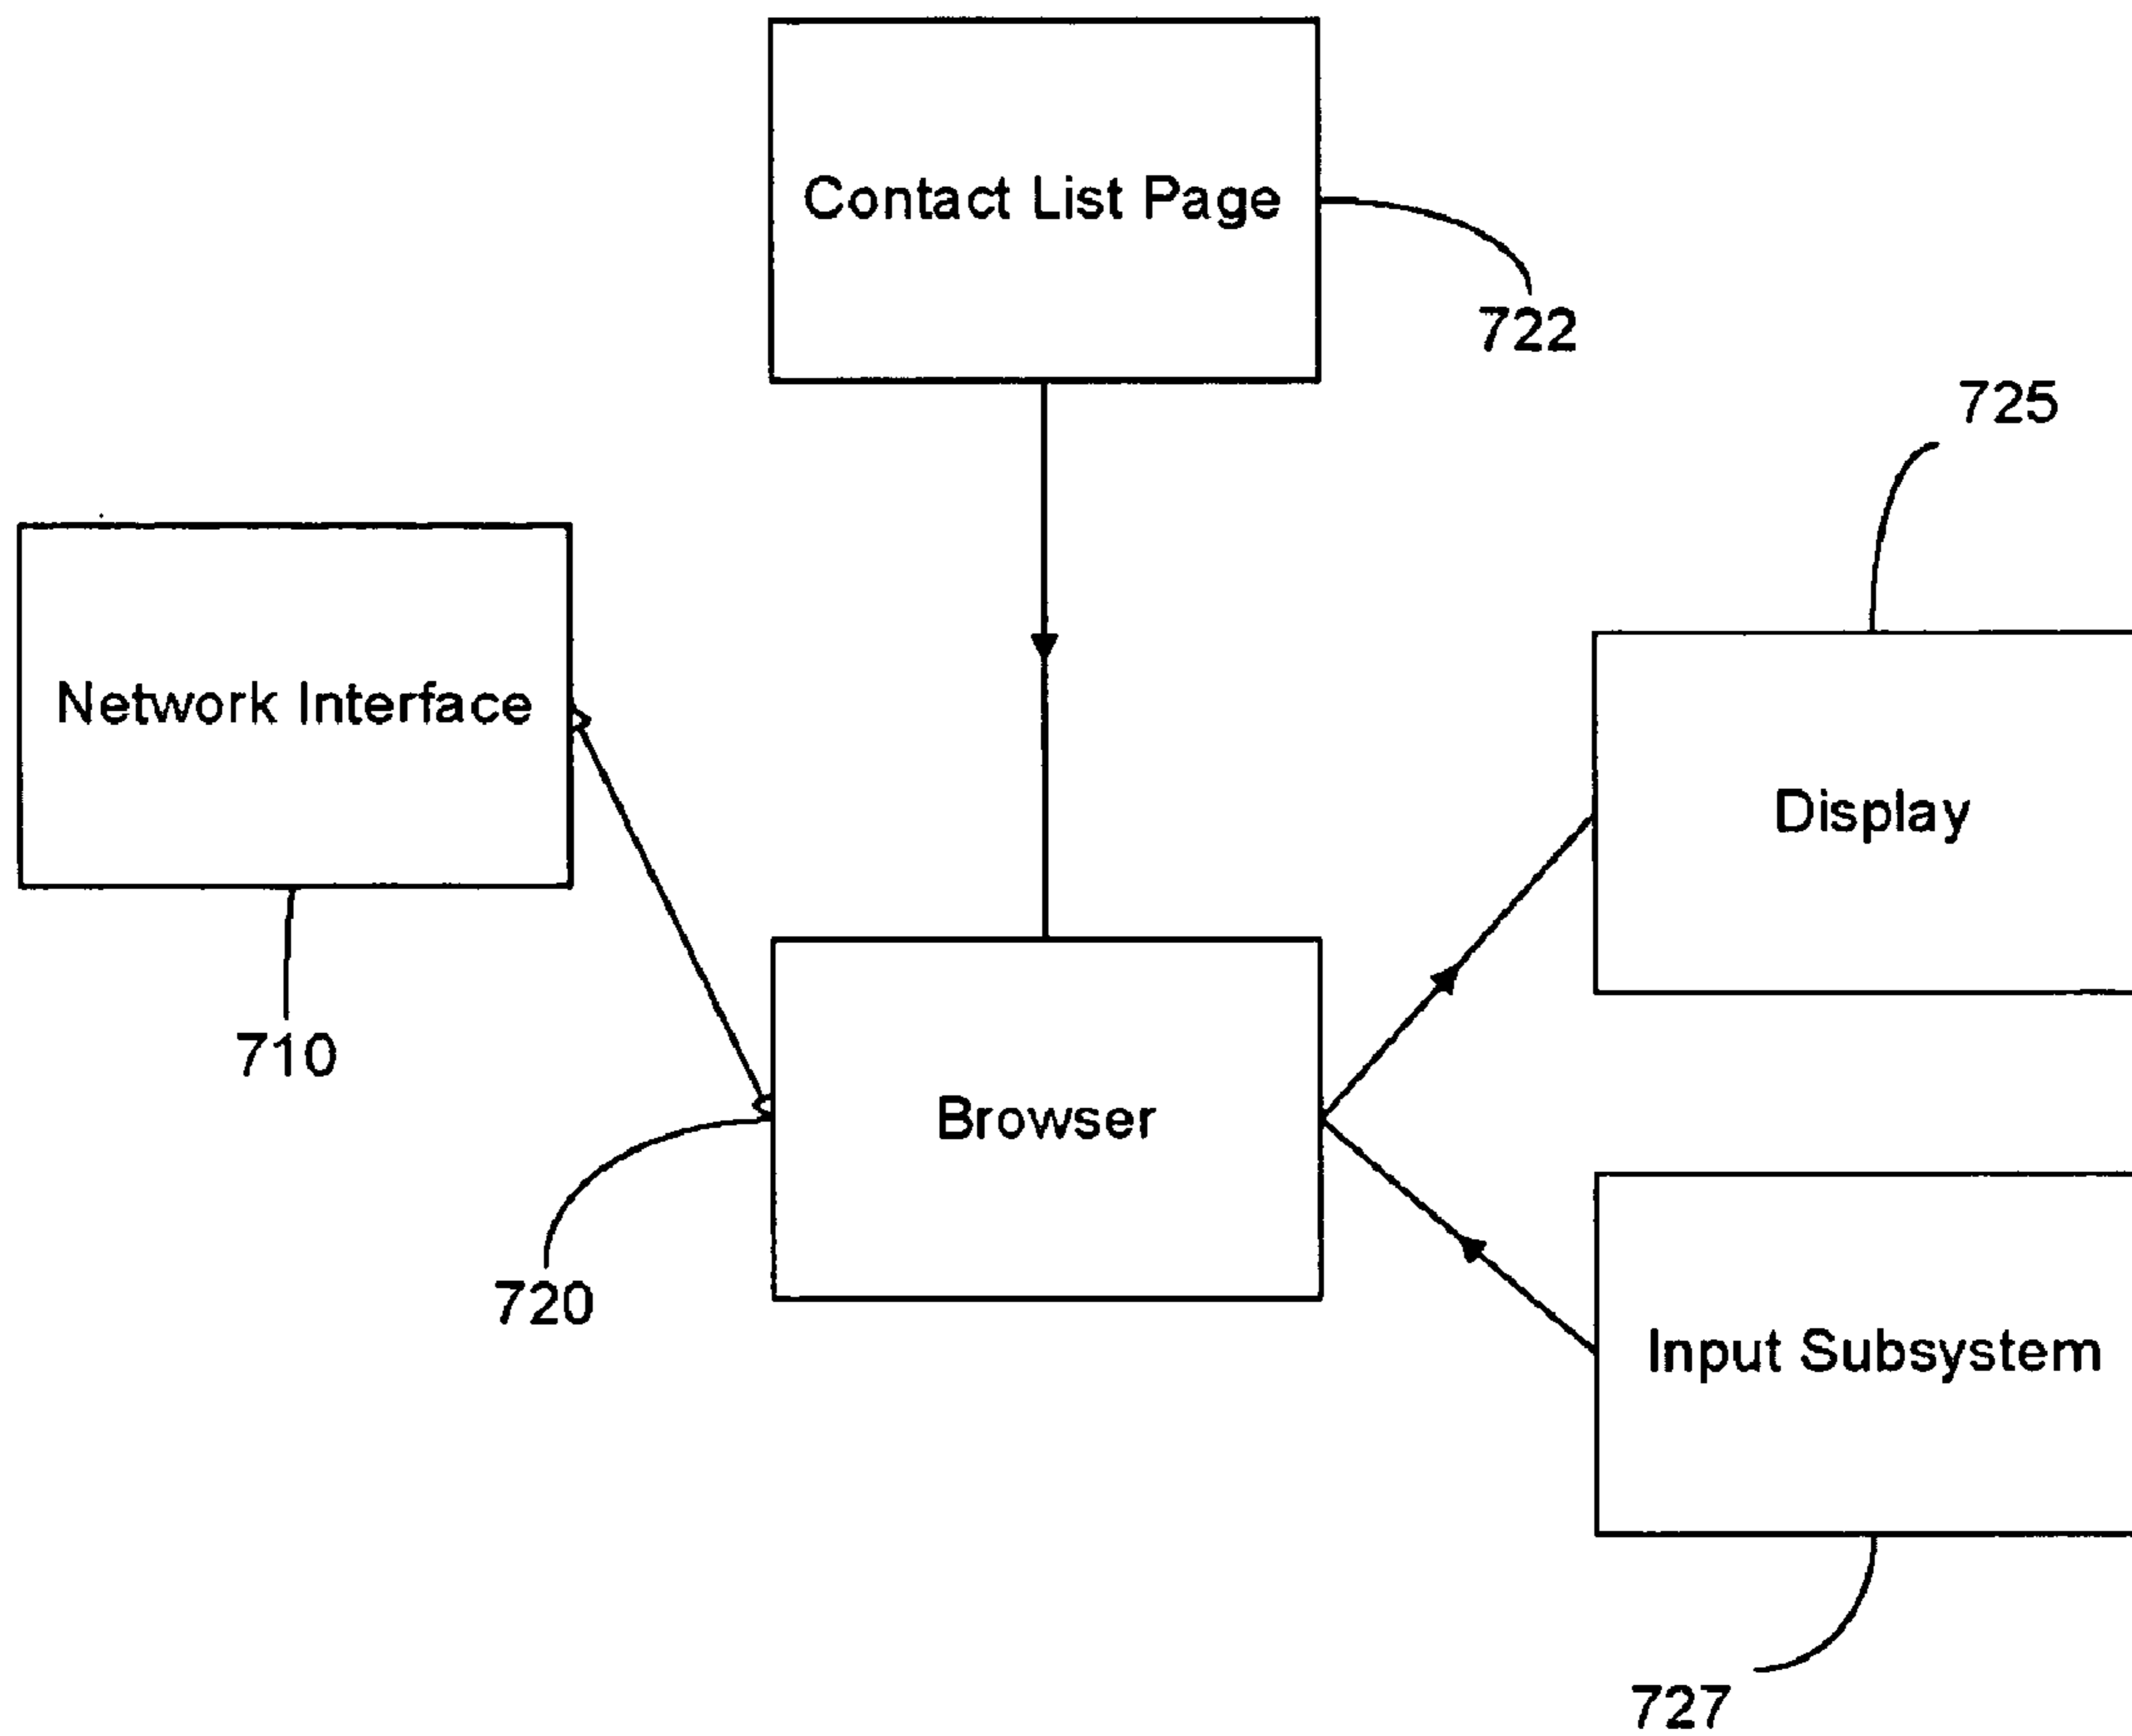 Contact List Page
722
725
Network Interface
Display
710
Browser
720
Input Subsystem
727